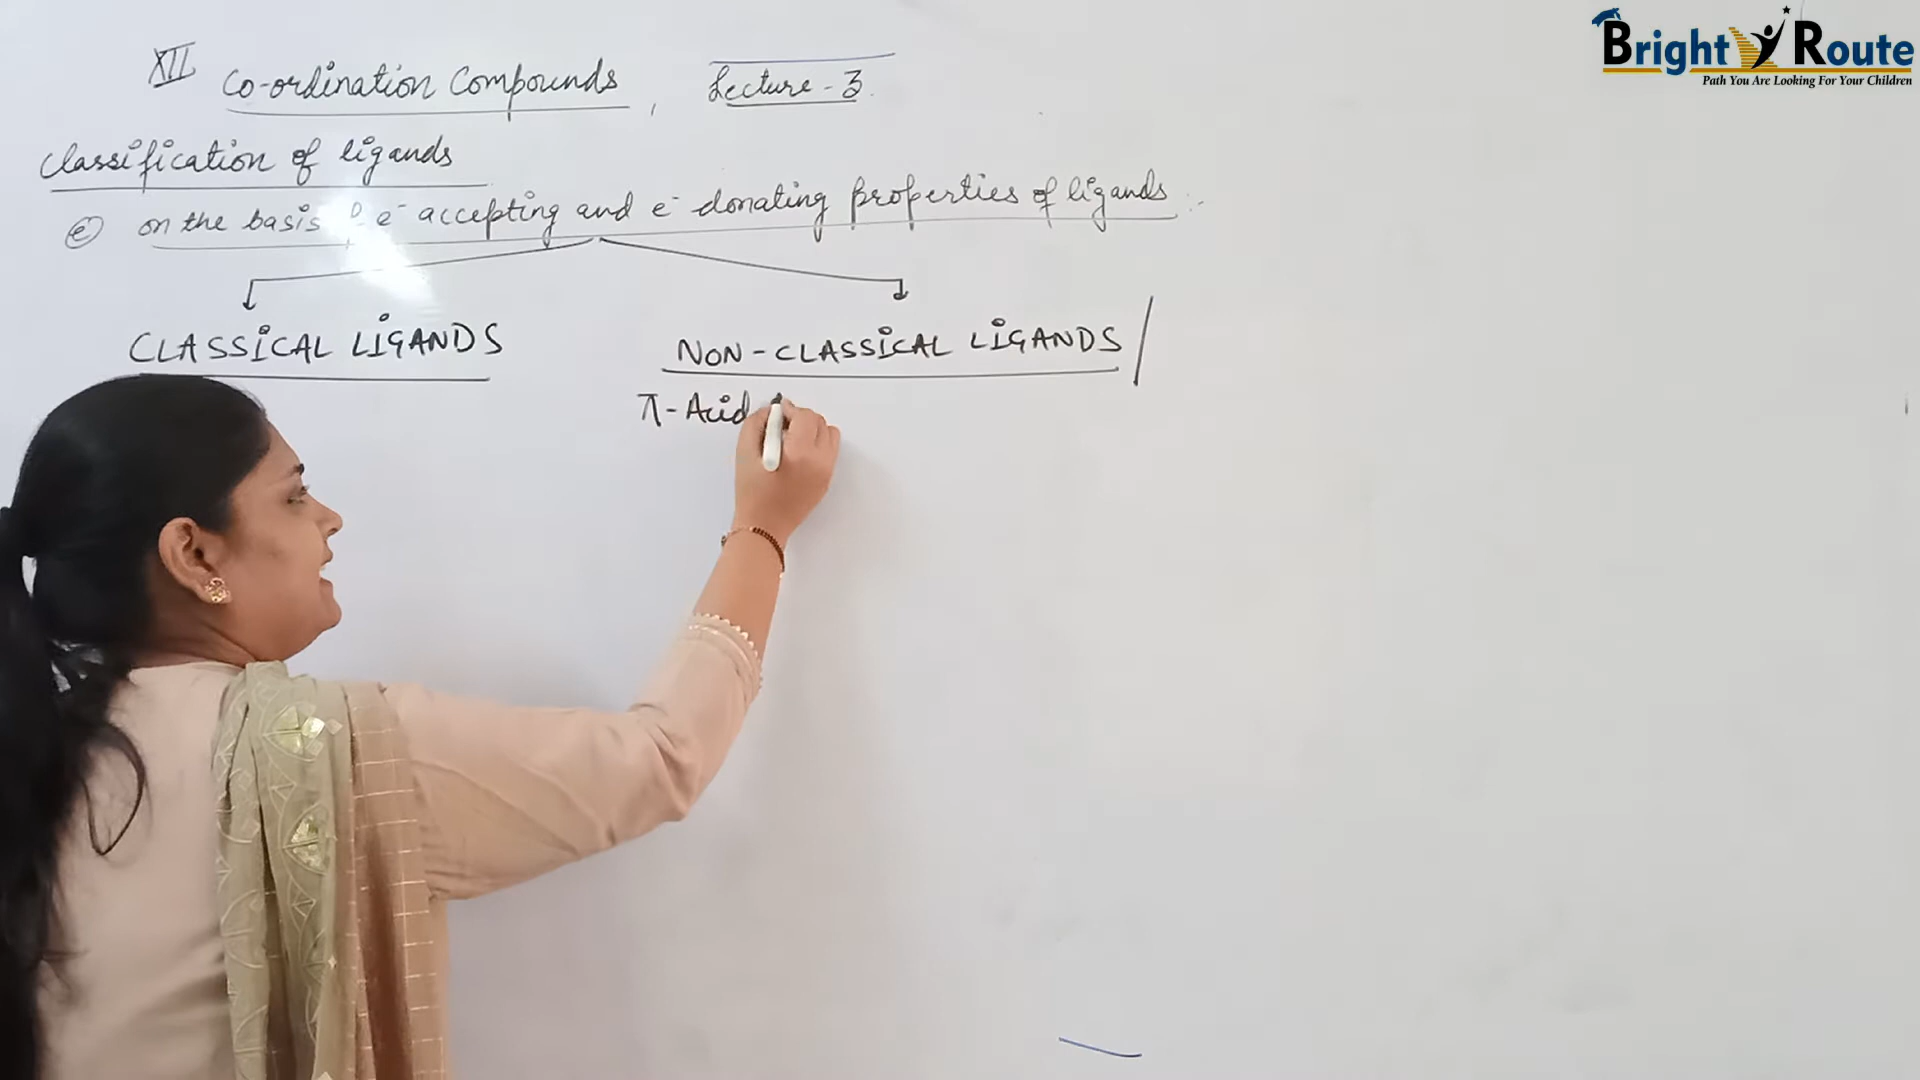 XII Co-ordination Compounds, Lecture - 3.
Classification of ligands
(e) on the basis of e⁻ accepting and e⁻ donating properties of ligands :-
CLASSICAL LIGANDS
NON-CLASSICAL LIGANDS /
π-Acid
Bright Route
Path You Are Looking For Your Children